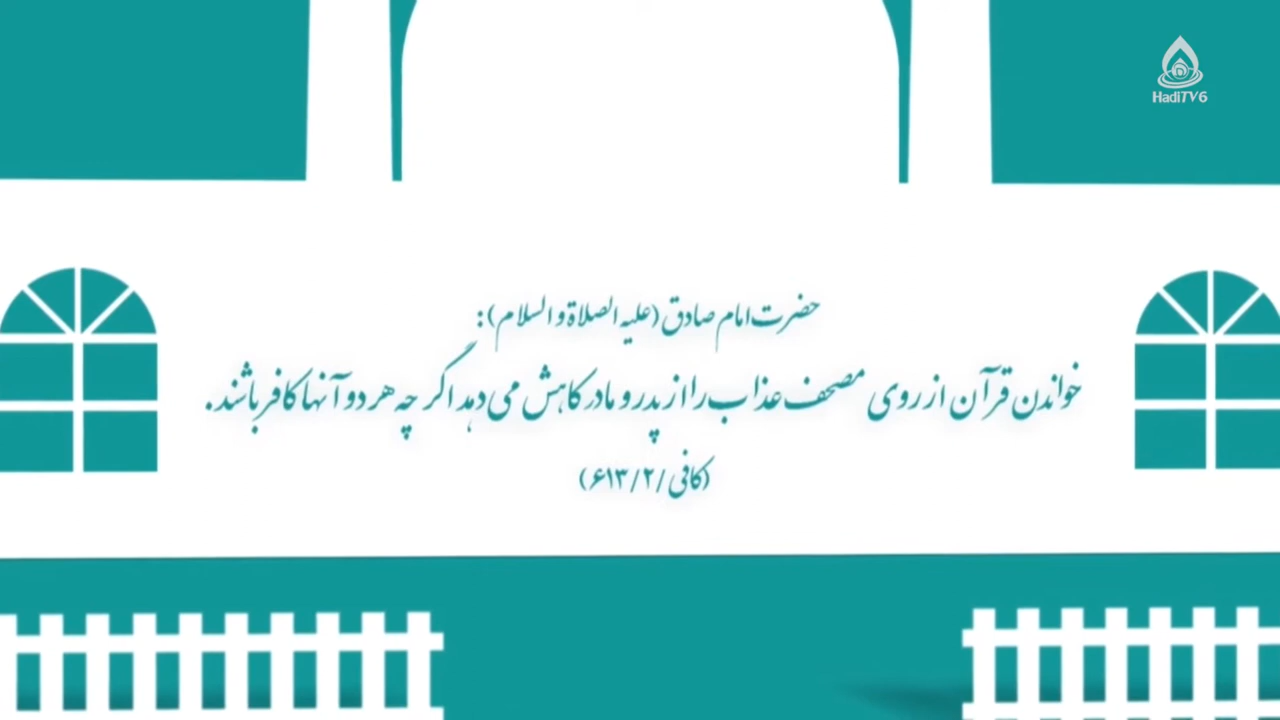 HadiTV6
حضرت امام صادق (علیه الصلاة و السلام):
خواندن قرآن از روی مصحف عذاب را از پدر و مادر کاهش می دهد اگر چه هر دو آنها کافر باشند.
(کافی/۲/۶۱۳)